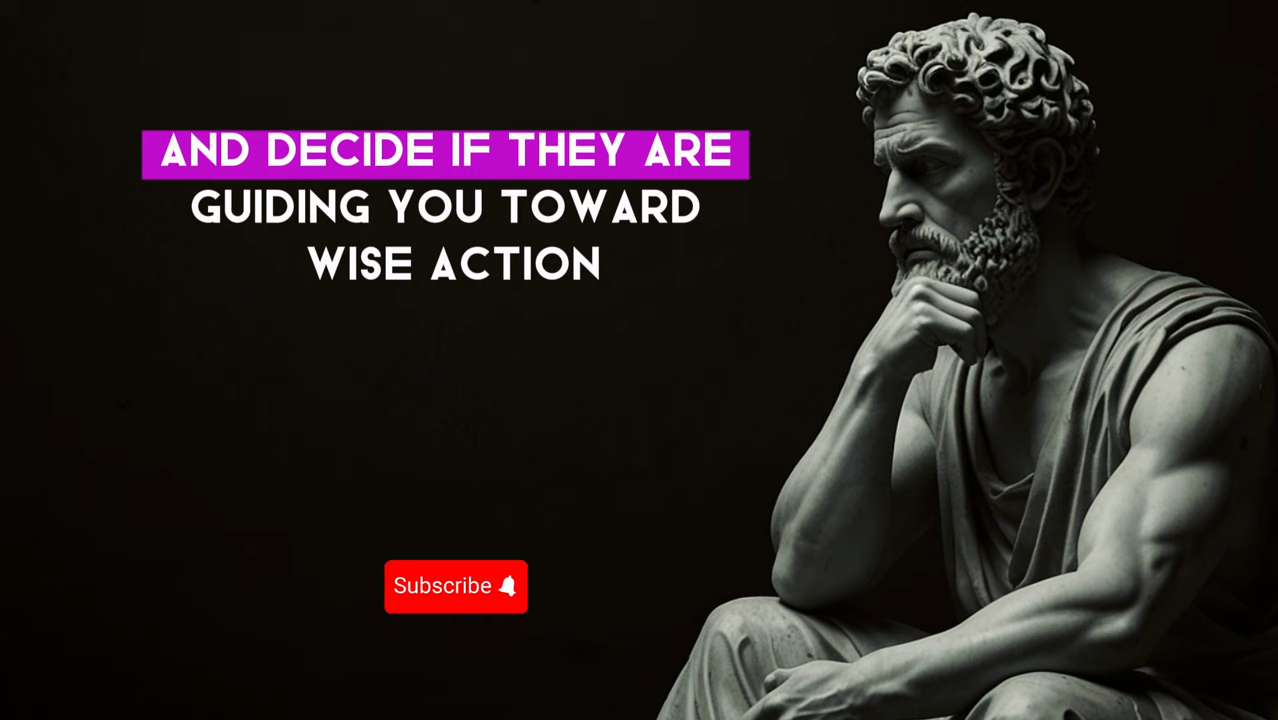 AND DECIDE IF THEY ARE
GUIDING YOU TOWARD
WISE ACTION
Subscribe